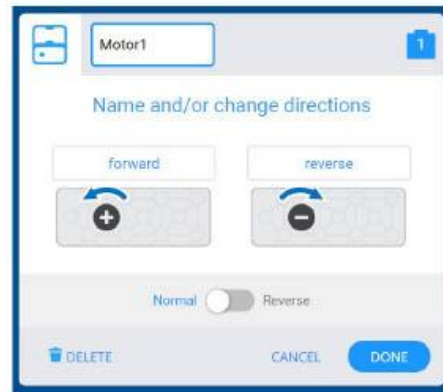 Motor1
1
Name and/or change directions
forward reverse
Normal Reverse
DELETE CANCEL DONE